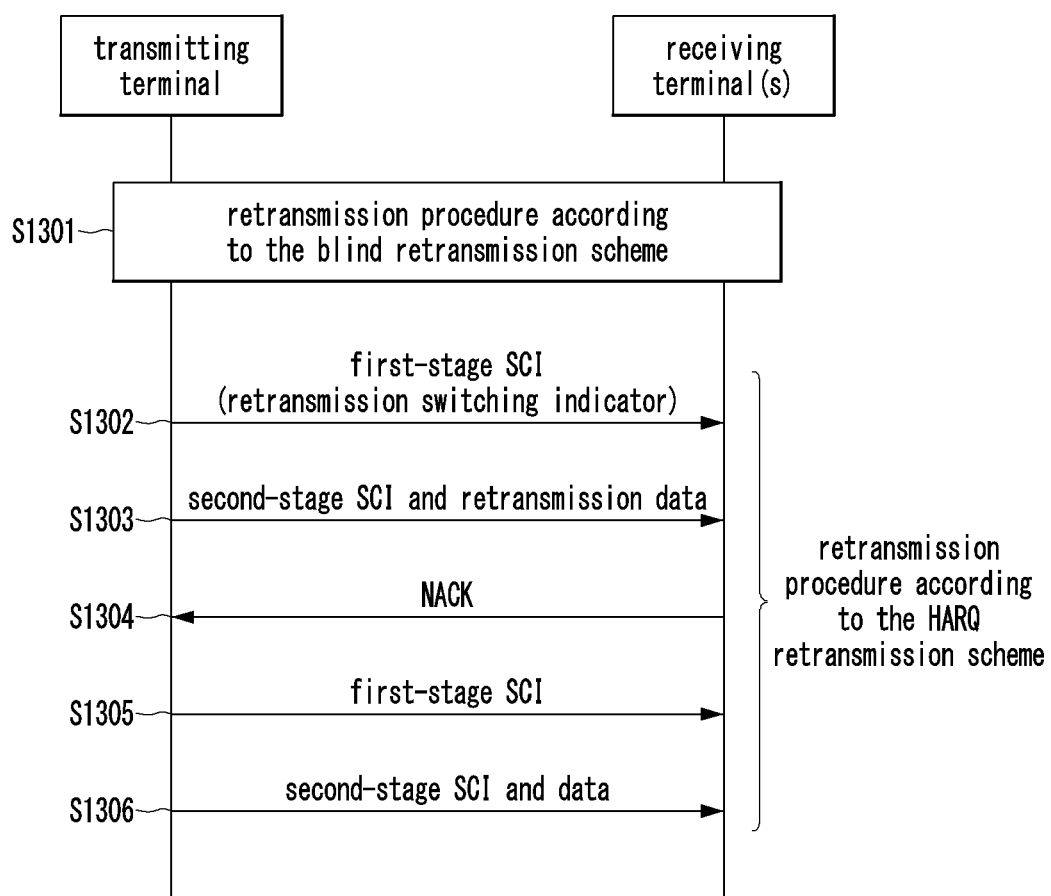 transmitting
terminal
receiving
terminal(s)
S1301
retransmission procedure according
to the blind retransmission scheme
first-stage SCI
(retransmission switching indicator)
S1302
second-stage SCI and retransmission data
S1303
NACK
S1304
first-stage SCI
S1305
second-stage SCI and data
S1306
retransmission
procedure according
to the HARQ
retransmission scheme